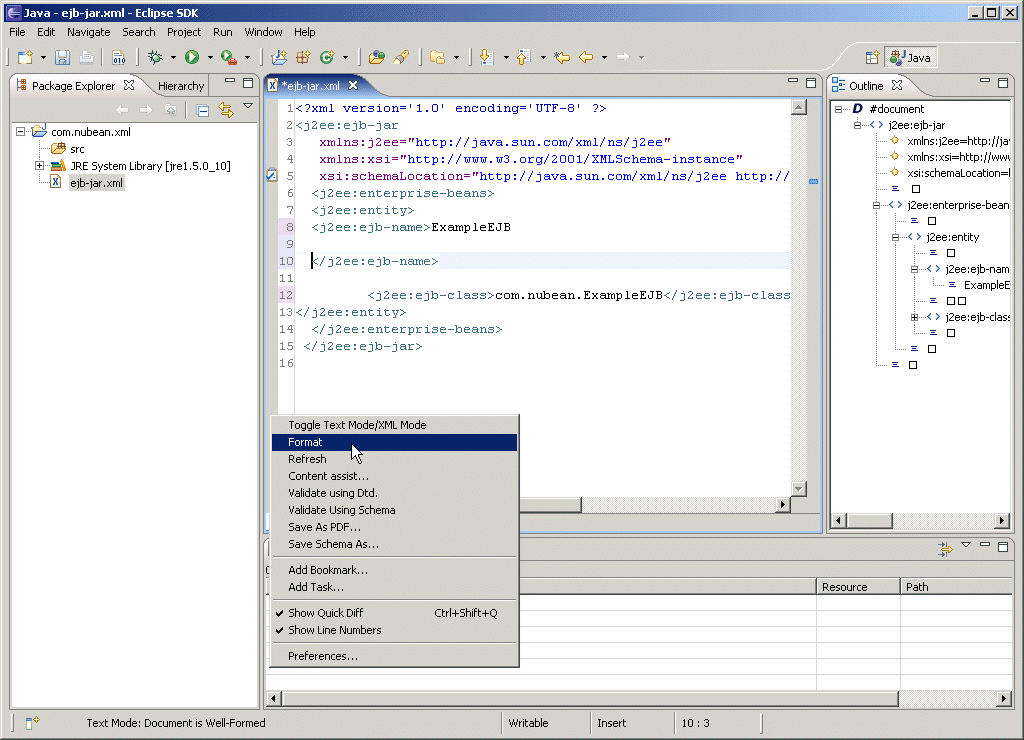 Java - ejb-jar.xml - Eclipse SDK
File Edit Navigate Search Project Run Window Help
Java
Package Explorer Hierarchy
com.nubean.xml
src
JRE System Library [jre1.5.0_10]
ejb-jar.xml
*ejb-jar.xml
1 <?xml version='1.0' encoding='UTF-8' ?>
2 <j2ee:ejb-jar
3 xmlns:j2ee="http://java.sun.com/xml/ns/j2ee"
4 xmlns:xsi="http://www.w3.org/2001/XMLSchema-instance"
5 xsi:schemaLocation="http://java.sun.com/xml/ns/j2ee http://
6 <j2ee:enterprise-beans>
7 <j2ee:entity>
8 <j2ee:ejb-name>ExampleEJB
9
10 </j2ee:ejb-name>
11
12 <j2ee:ejb-class>com.nubean.ExampleEJB</j2ee:ejb-class
13 </j2ee:entity>
14 </j2ee:enterprise-beans>
15 </j2ee:ejb-jar>
16
Outline
D #document
j2ee:ejb-jar
xmlns:j2ee=http://ja
xmlns:xsi=http://www
xsi:schemaLocation=
j2ee:enterprise-bean
j2ee:entity
j2ee:ejb-nam
ExampleE
j2ee:ejb-clas
Toggle Text Mode/XML Mode
Format
Refresh
Content assist...
Validate using Dtd.
Validate Using Schema
Save As PDF...
Save Schema As...
Add Bookmark...
Add Task...
Show Quick Diff Ctrl+Shift+Q
Show Line Numbers
Preferences...
Resource Path
Text Mode: Document is Well-Formed Writable Insert 10 : 3